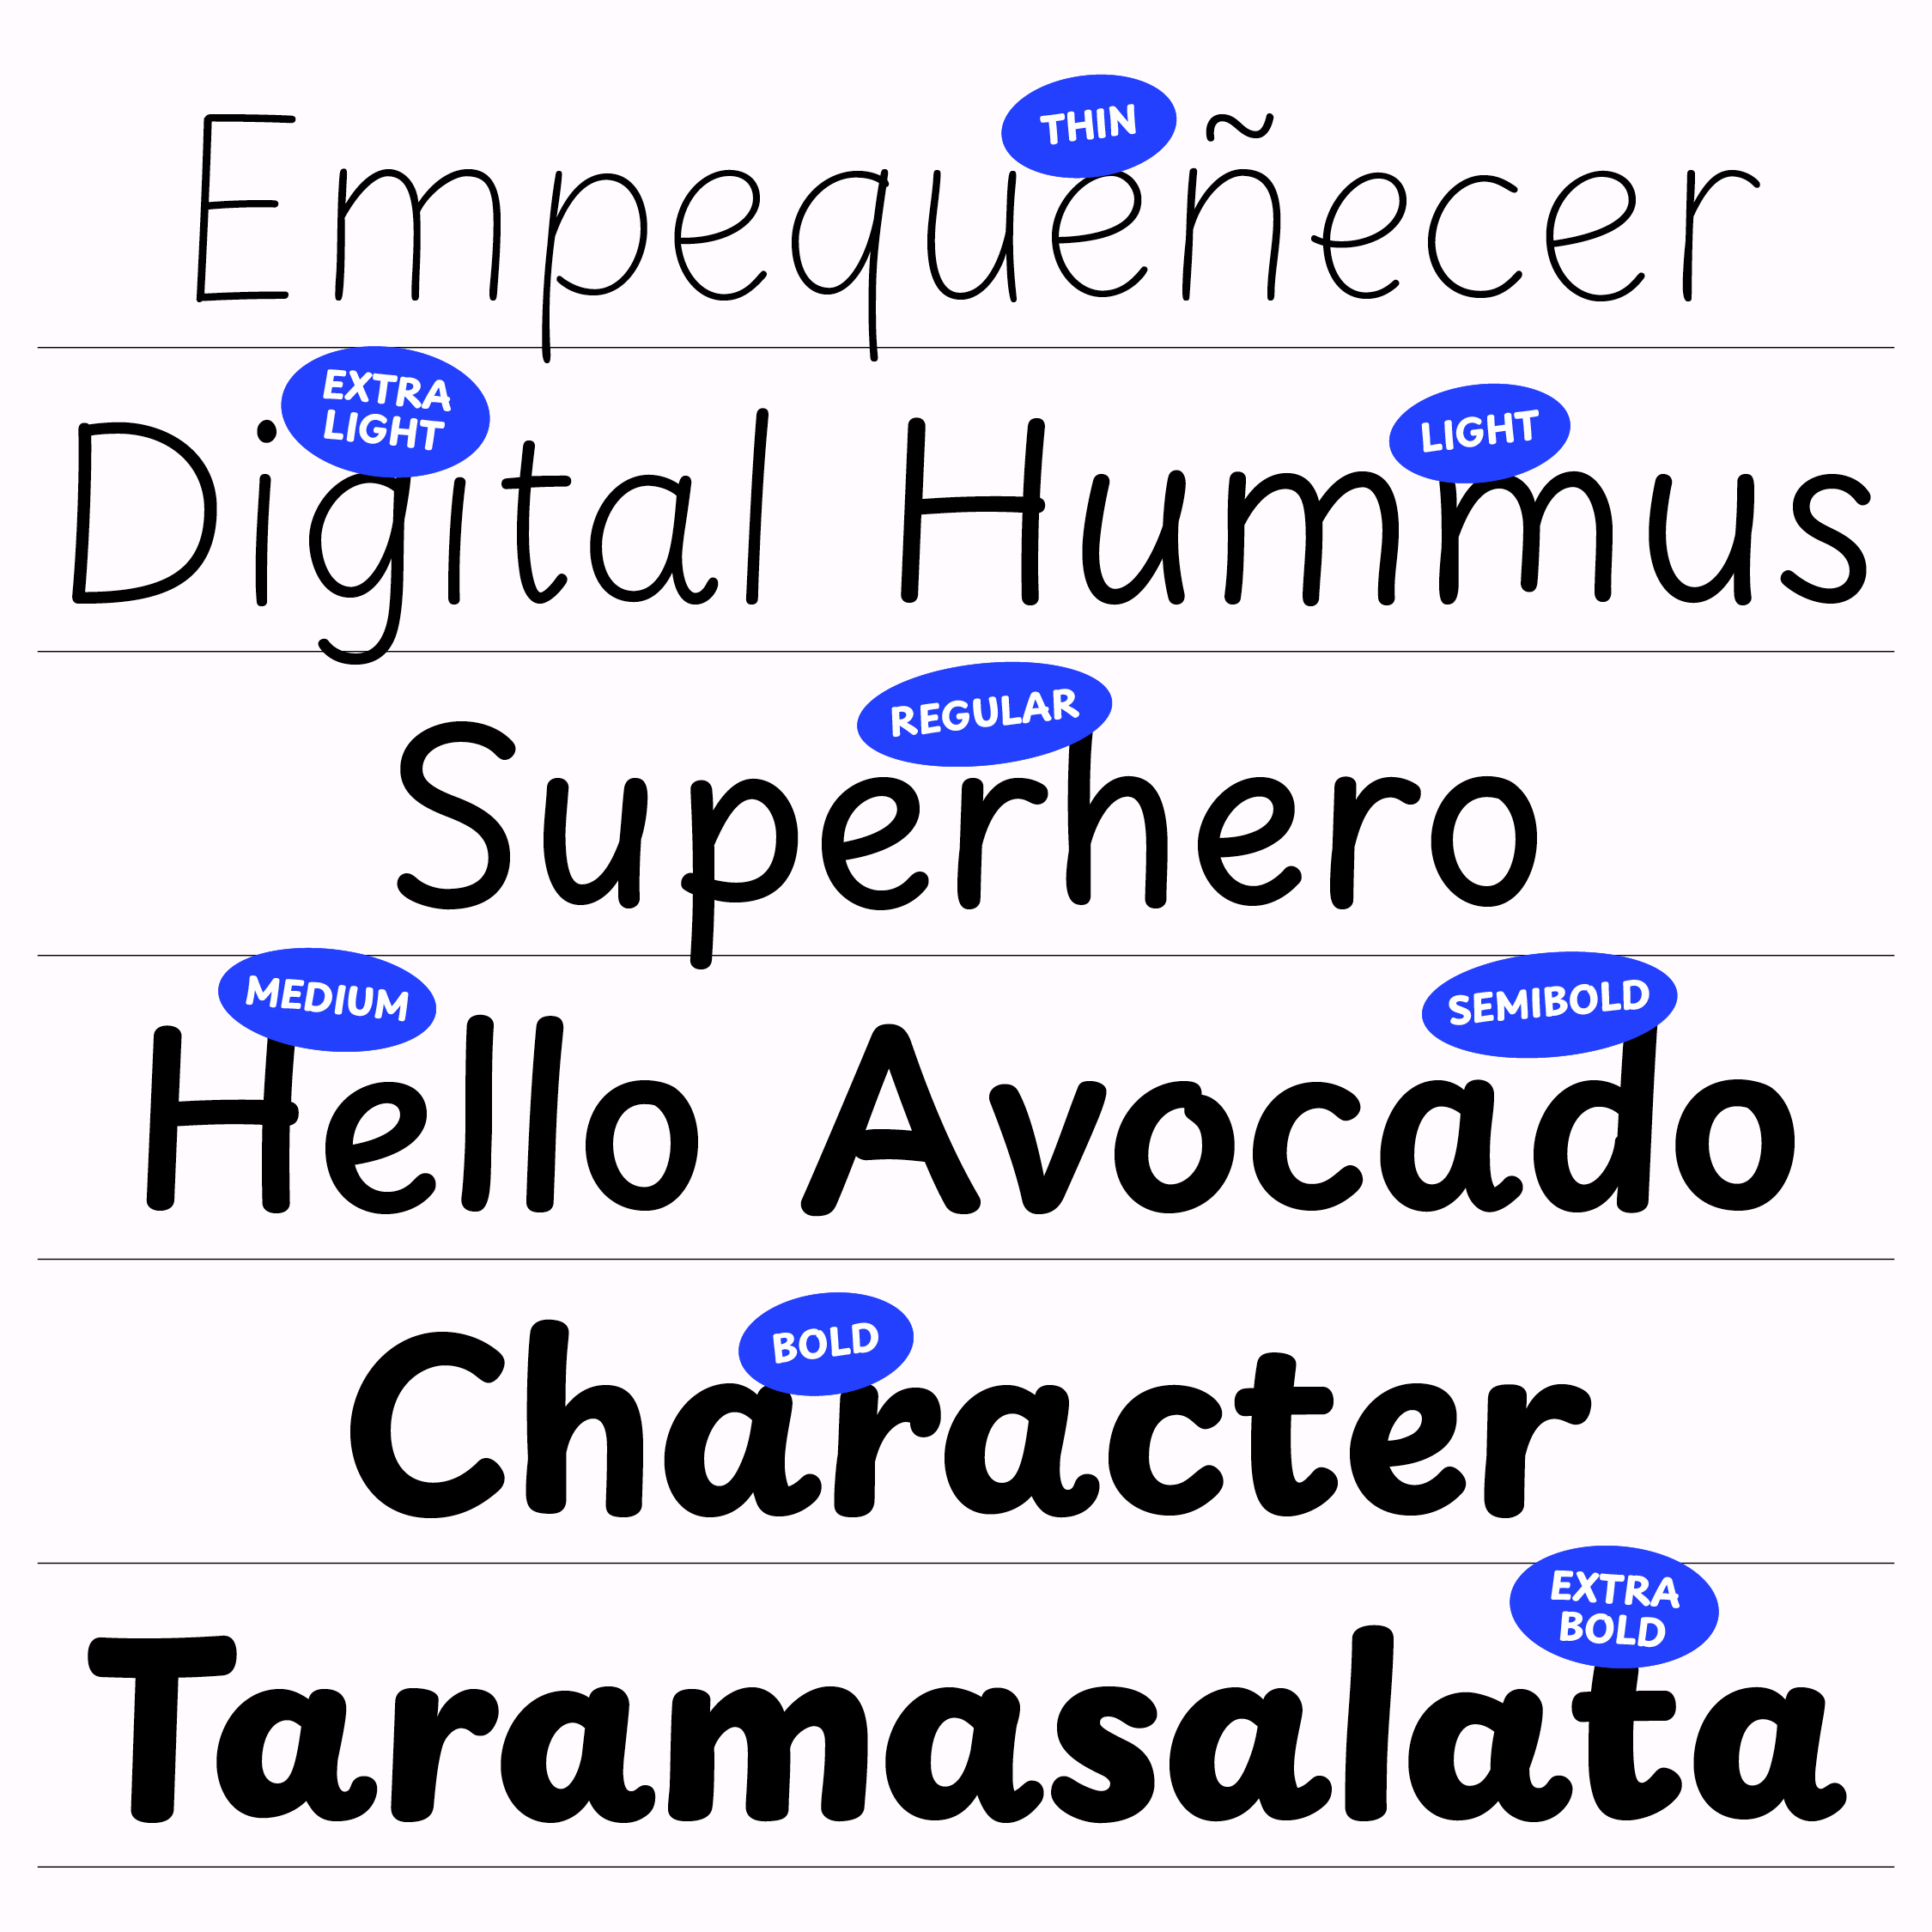 THIN
Empequeñecer
EXTRA
LIGHT
LIGHT
Digital Hummus
REGULAR
Superhero
MEDIUM
SEMIBOLD
Hello Avocado
BOLD
Character
EXTRA
BOLD
Taramasalata